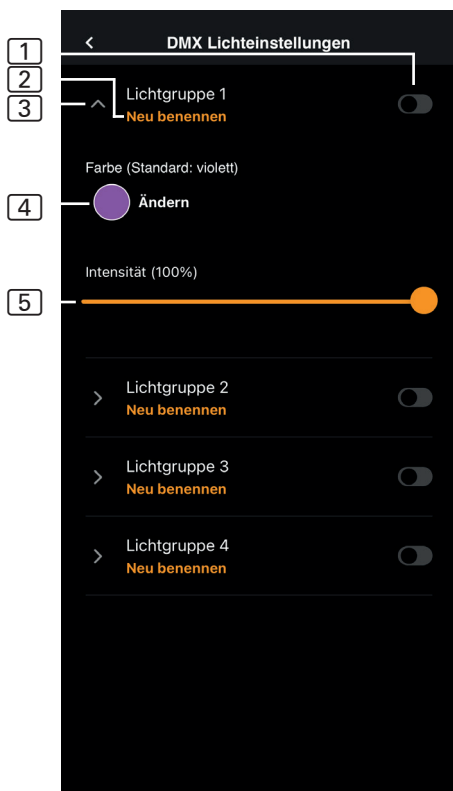 DMX Lichteinstellungen
1
2
Lichtgruppe 1
3
Neu benennen
Farbe (Standard: violett)
4
Ändern
Intensität (100%)
5
Lichtgruppe 2
Neu benennen
Lichtgruppe 3
Neu benennen
Lichtgruppe 4
Neu benennen